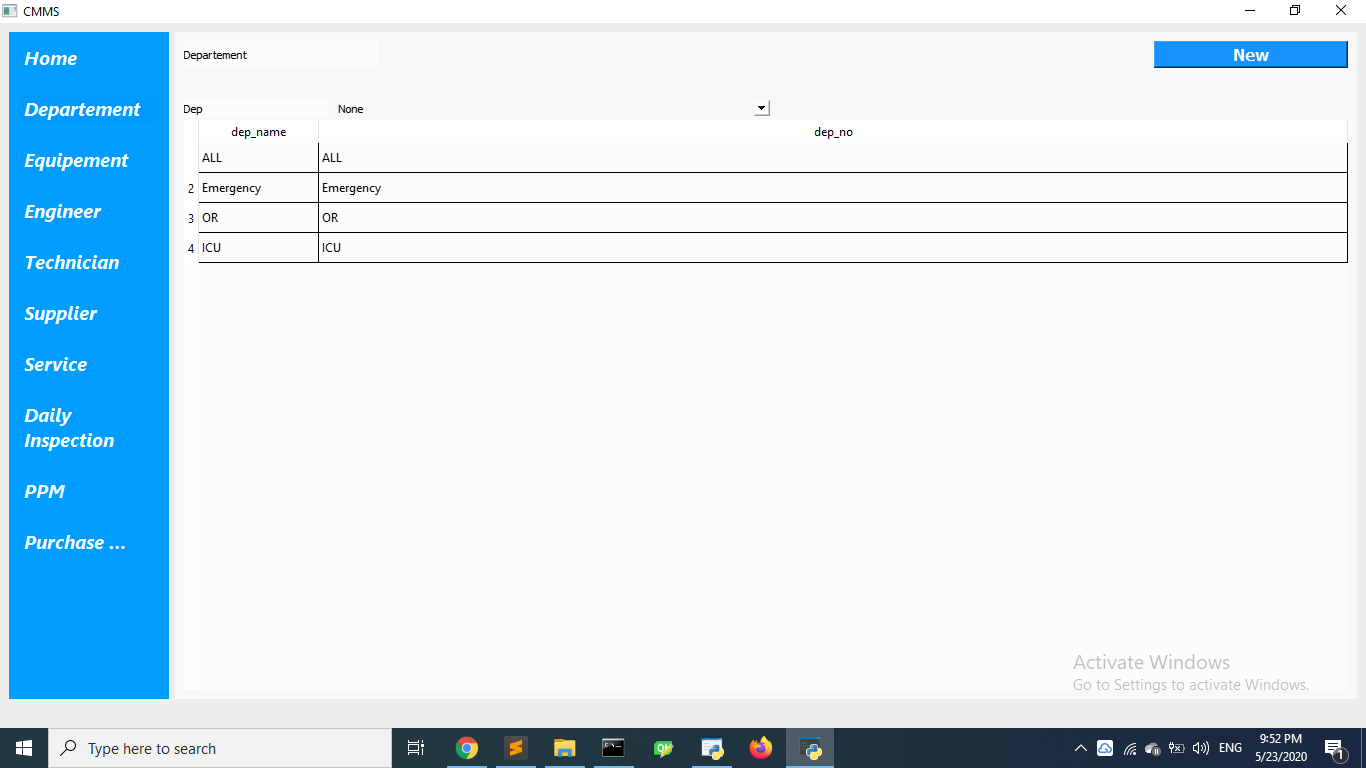 CMMS
Home
Departement
Equipement
Engineer
Technician
Supplier
Service
Daily
Inspection
PPM
Purchase ...
Departement
New
Dep
None
dep_name dep_no
ALL ALL
2 Emergency Emergency
3 OR OR
4 ICU ICU
Activate Windows
Go to Settings to activate Windows.
Type here to search
ENG
9:52 PM
5/23/2020
1